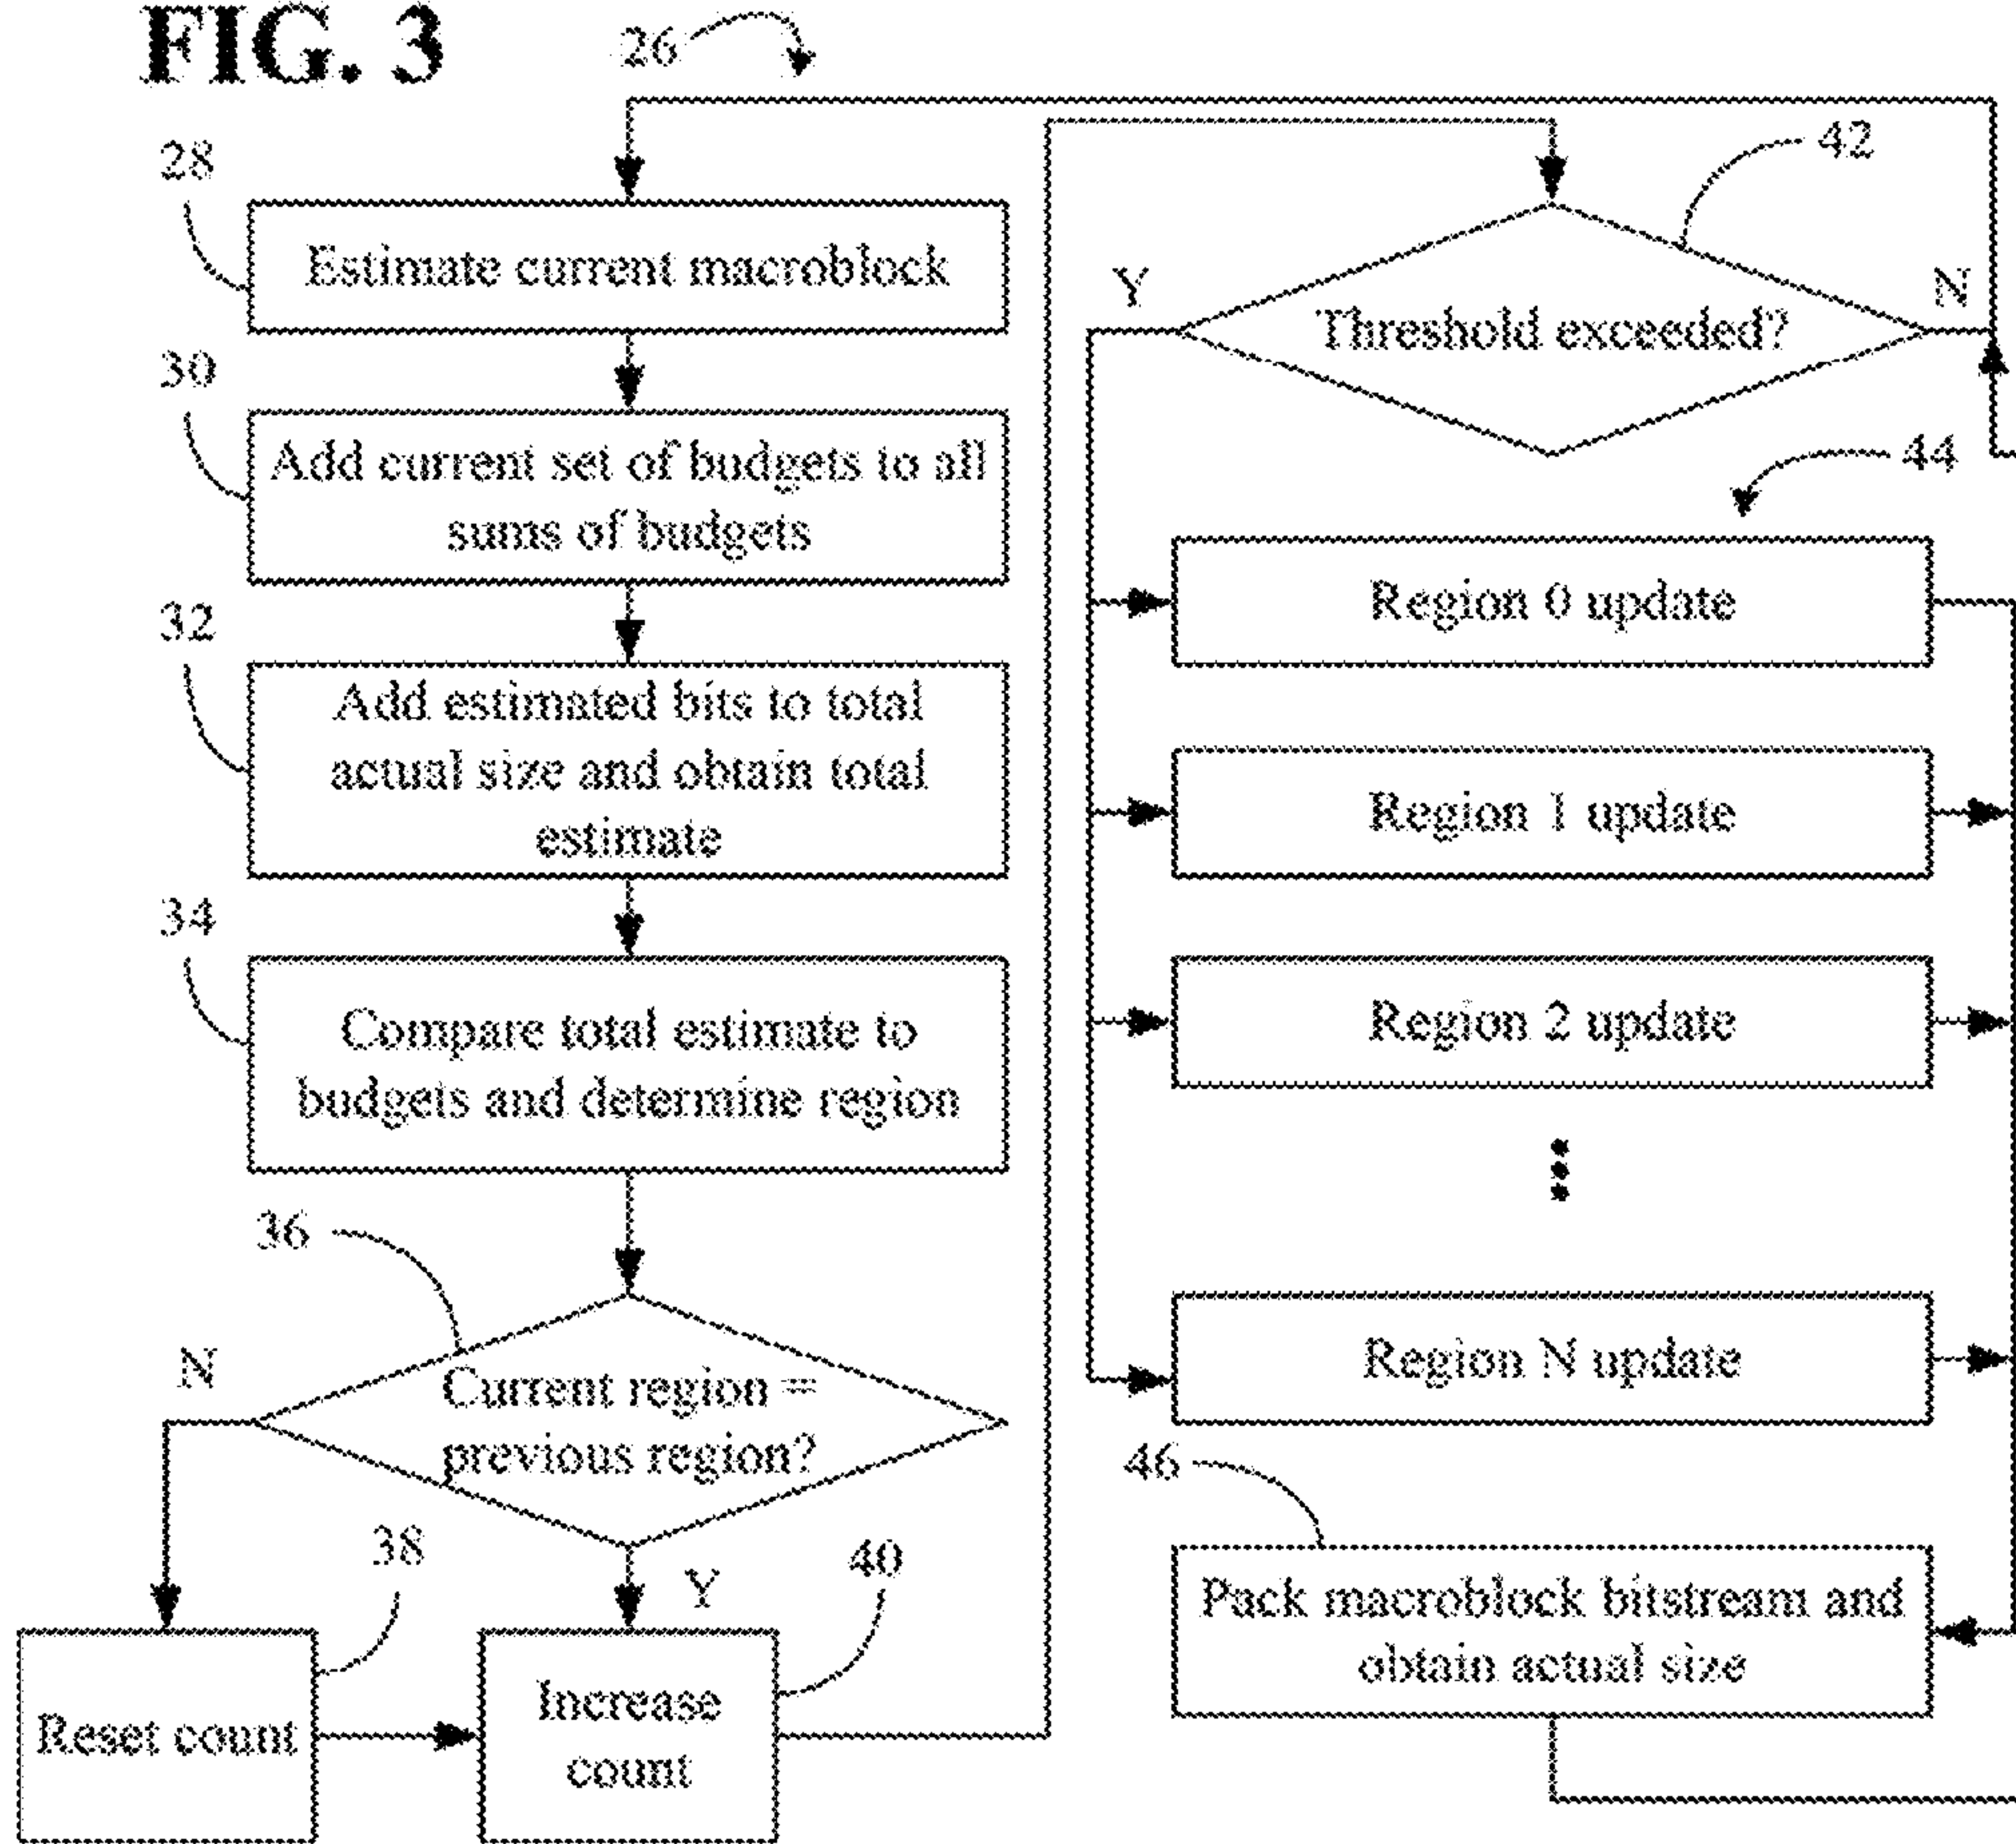 FIG. 3
26
28
Estimate current macroblock
30
Add current set of budgets to all
sums of budgets
32
Add estimated bits to total
actual size and obtain total
estimate
34
Compare total estimate to
budgets and determine region
36
N
Current region =
previous region?
38
Y
40
Reset count
Increase
count
42
Y
N
Threshold exceeded?
44
Region 0 update
Region 1 update
Region 2 update
Region N update
46
Pack macroblock bitstream and
obtain actual size